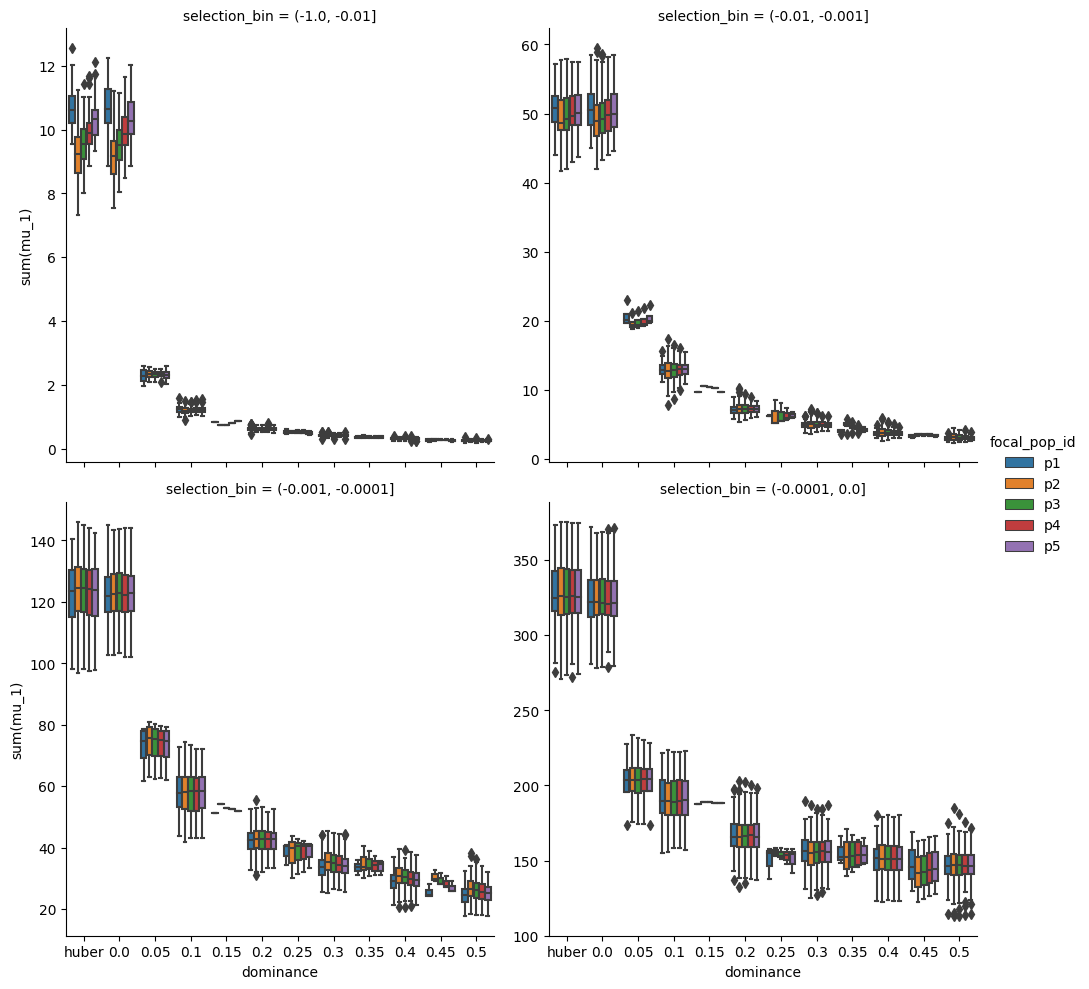 selection_bin = (-1.0, -0.01]
selection_bin = (-0.01, -0.001]
12
10
8
6
4
2
0
sum(mu_1)
60
50
40
30
20
10
0
focal_pop_id
p1
p2
p3
p4
p5
selection_bin = (-0.001, -0.0001]
selection_bin = (-0.0001, 0.0]
140
120
100
80
60
40
20
sum(mu_1)
350
300
250
200
150
100
huber 0.0 0.05 0.1 0.15 0.2 0.25 0.3 0.35 0.4 0.45 0.5
huber 0.0 0.05 0.1 0.15 0.2 0.25 0.3 0.35 0.4 0.45 0.5
dominance
dominance